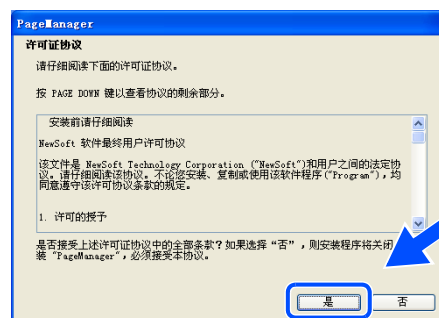 PageManager
许可证协议
请仔细阅读下面的许可证协议。
按 PAGE DOWN 键以查看协议的剩余部分。
安装前请仔细阅读
NewSoft 软件最终用户许可协议
该文件是 NewSoft Technology Corporation ("NewSoft")和用户之间的法定协
议。请仔细阅读该协议。不论您安装、复制或使用该软件程序("Program")，均
同意遵守该许可协议条款的规定。
1. 许可的授予
是否接受上述许可证协议中的全部条款？如果选择“否”，则安装程序将关闭
装 "PageManager"，必须接受本协议。
是
否